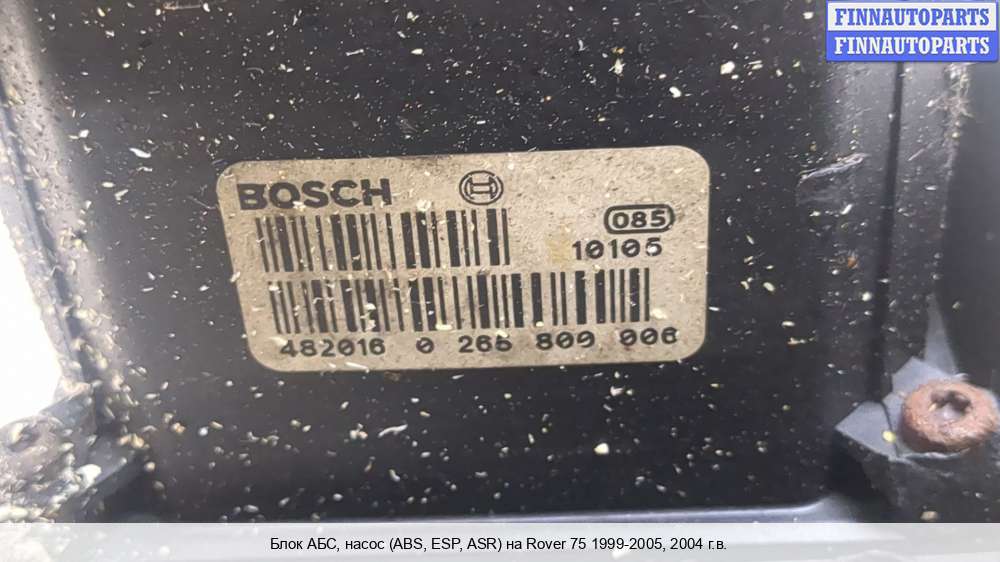 FINNAUTOPARTS
FINNAUTOPARTS
BOSCH
085
10105
482016 0 265 800 006
Блок АБС, насос (ABS, ESP, ASR) на Rover 75 1999-2005, 2004 г.в.